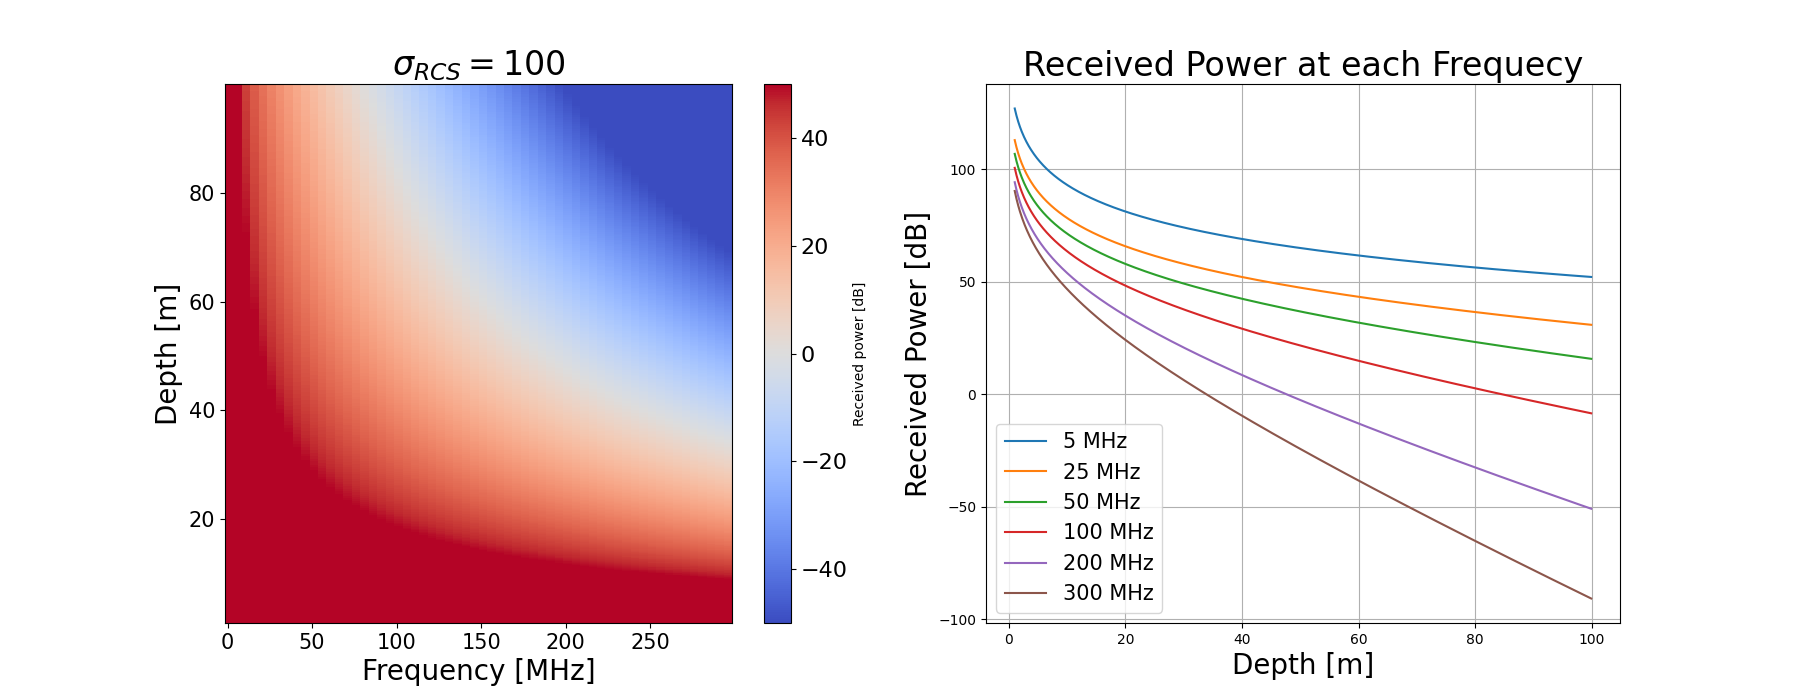 σRCS = 100
80
60
40
20
Depth [m]
0 50 100 150 200 250
Frequency [MHz]
40
20
0
−20
−40
Received power [dB]
Received Power at each Frequecy
100
50
0
−50
−100
Received Power [dB]
5 MHz
25 MHz
50 MHz
100 MHz
200 MHz
300 MHz
0 20 40 60 80 100
Depth [m]